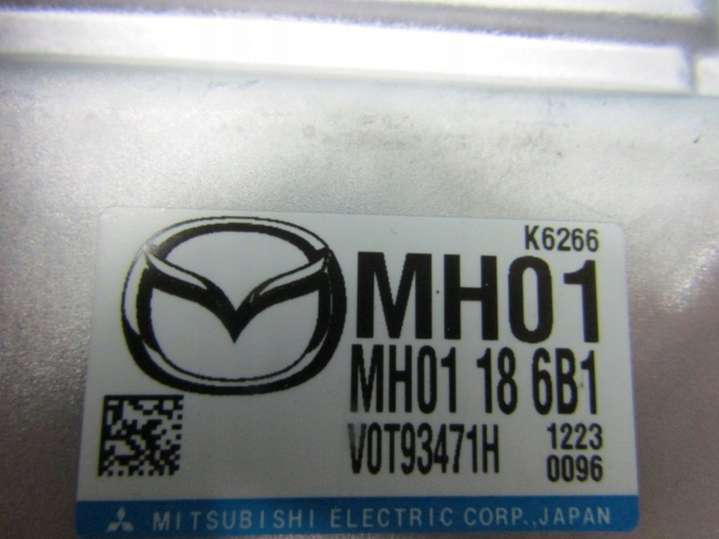 K6266
MH01
MH01 18 6B1
V0T93471H 1223
0096
MITSUBISHI ELECTRIC CORP., JAPAN